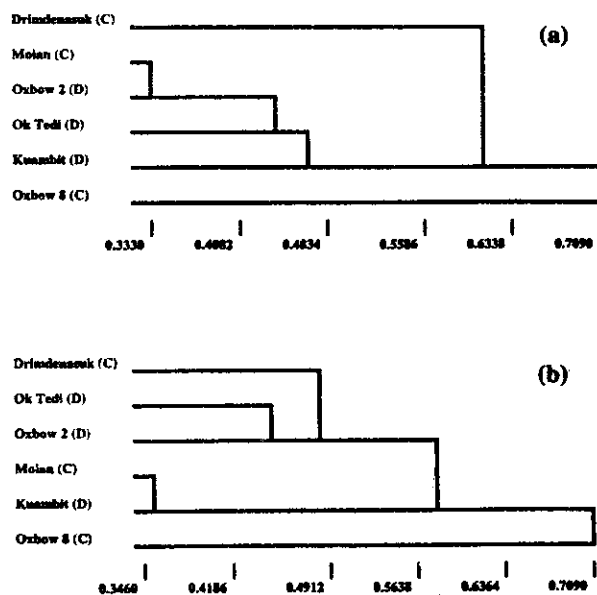 Drimdenasuk (C)
(a)
Moian (C)
Oxbow 2 (D)
Ok Tedi (D)
Kuambit (D)
Oxbow 8 (C)
0.3330 0.4082 0.4834 0.5586 0.6338 0.7090
Drimdenasuk (C)
(b)
Ok Tedi (D)
Oxbow 2 (D)
Moian (C)
Kuambit (D)
Oxbow 8 (C)
0.3460 0.4186 0.4912 0.5638 0.6364 0.7090